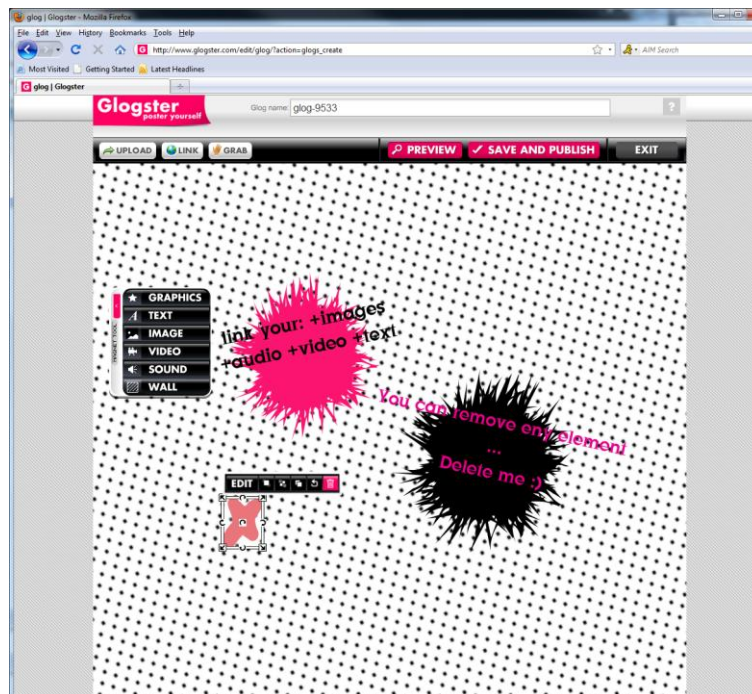 glog | Glogster - Mozilla Firefox
File Edit View History Bookmarks Tools Help
http://www.glogster.com/edit/glog/?action=glogs_create
AIM Search
Most Visited Getting Started Latest Headlines
glog | Glogster
Glogster
poster yourself
Glog name: glog-9533
?
UPLOAD LINK GRAB
PREVIEW SAVE AND PUBLISH EXIT
MAGNET TOOL
GRAPHICS
TEXT
IMAGE
VIDEO
SOUND
WALL
link your: +images
+audio +video +text
You can remove eny element
...
Delete me :)
EDIT